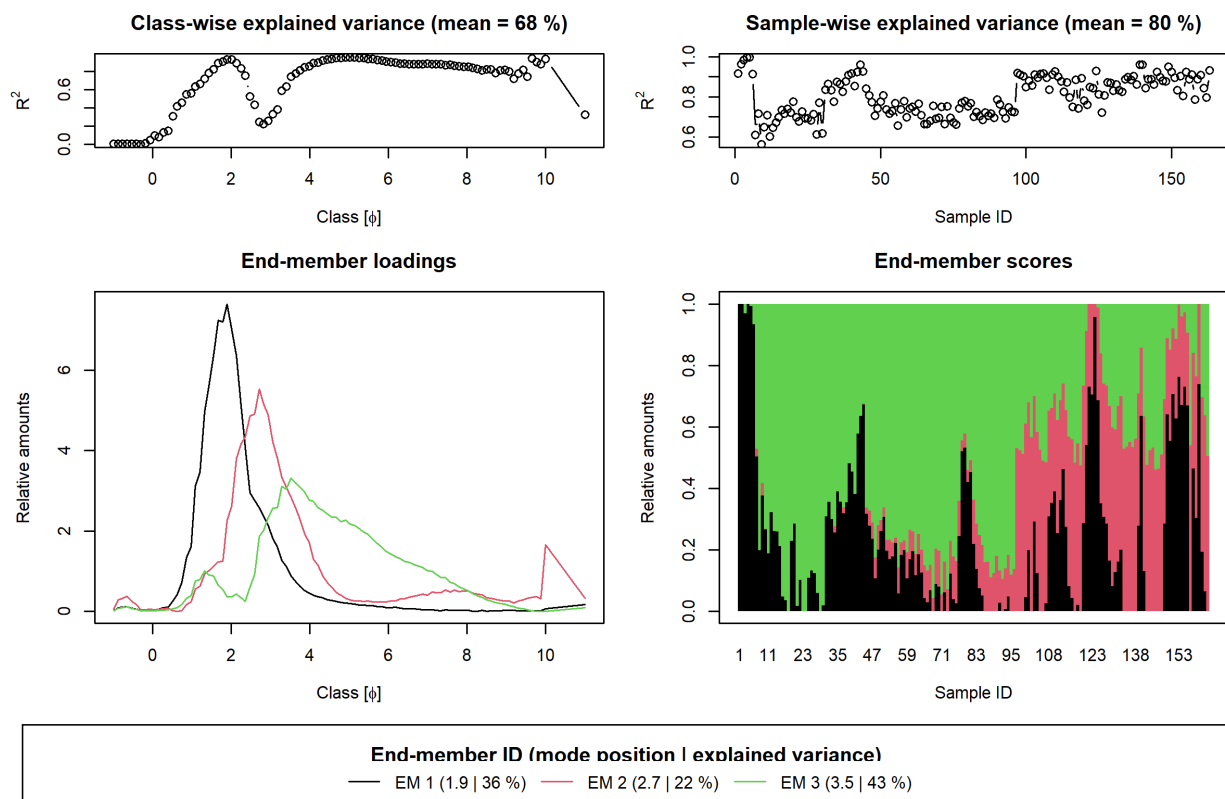 Class-wise explained variance (mean = 68 %)
R²
0.0 0.6
0 2 4 6 8 10
Class [ϕ]
Sample-wise explained variance (mean = 80 %)
R²
0.6 0.8 1.0
0 50 100 150
Sample ID
End-member loadings
Relative amounts
0 2 4 6
0 2 4 6 8 10
Class [ϕ]
End-member scores
Relative amounts
0.0 0.2 0.4 0.6 0.8 1.0
1 11 23 35 47 59 71 83 95 108 123 138 153
Sample ID
End-member ID (mode position | explained variance)
EM 1 (1.9 | 36 %) EM 2 (2.7 | 22 %) EM 3 (3.5 | 43 %)